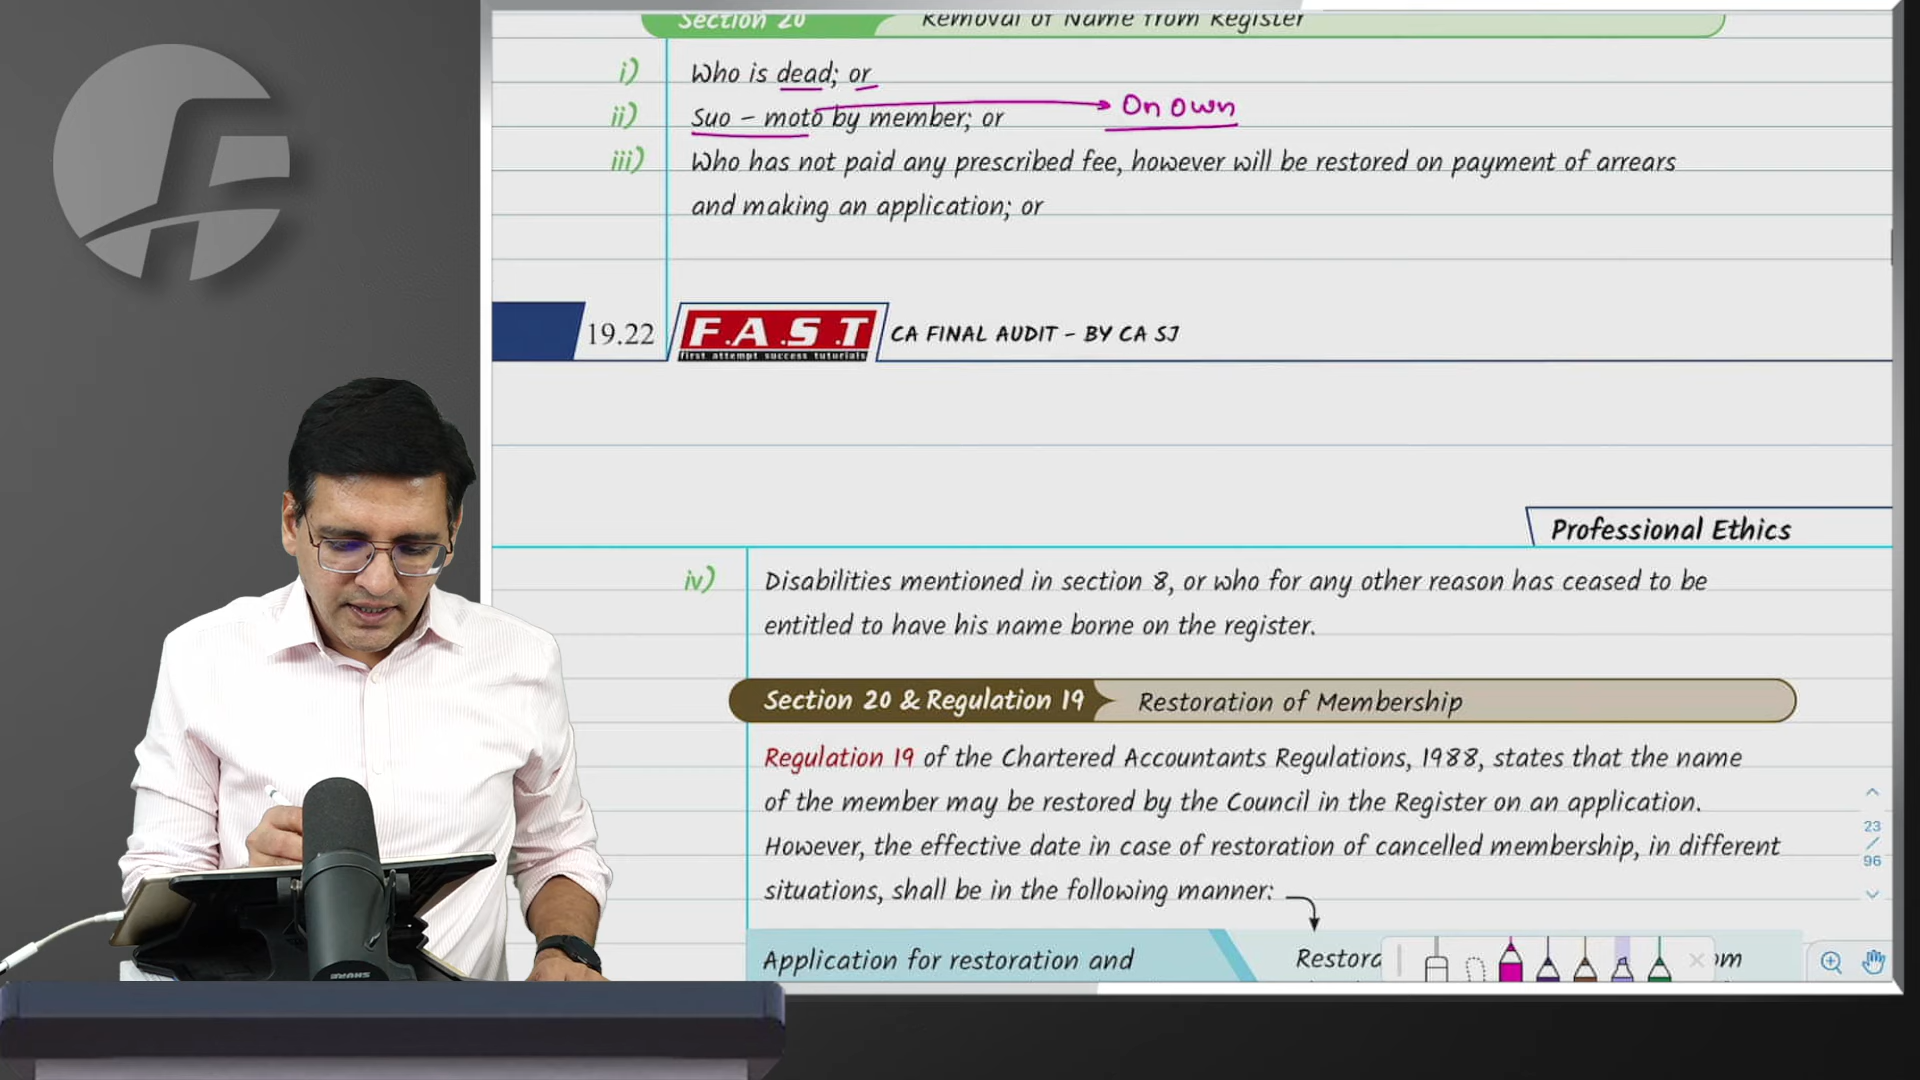 Section 20 Removal of Name from Register
i) Who is dead; or
ii) Suo - moto by member; or On own
iii) Who has not paid any prescribed fee, however will be restored on payment of arrears
and making an application; or
19.22 F.A.S.T CA FINAL AUDIT - BY CA SJ
first attempt success tutorials
Professional Ethics
iv) Disabilities mentioned in section 8, or who for any other reason has ceased to be
entitled to have his name borne on the register.
Section 20 & Regulation 19 Restoration of Membership
Regulation 19 of the Chartered Accountants Regulations, 1988, states that the name
of the member may be restored by the Council in the Register on an application.
However, the effective date in case of restoration of cancelled membership, in different
situations, shall be in the following manner:
23
/
96
Application for restoration and
SHURE